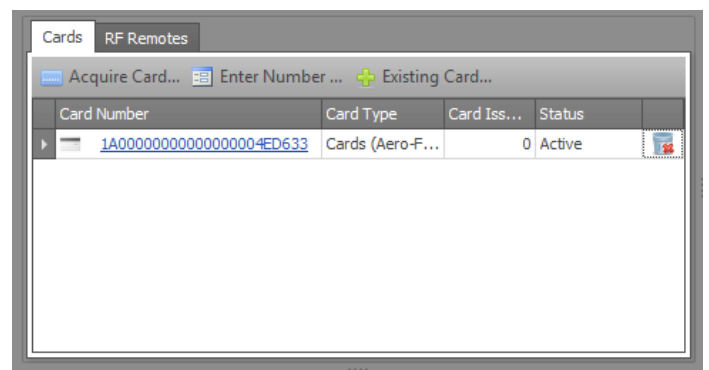 Cards RF Remotes
Acquire Card... Enter Number ... Existing Card...
Card Number Card Type Card Iss... Status
1A00000000000000004ED633 Cards (Aero-F... 0 Active